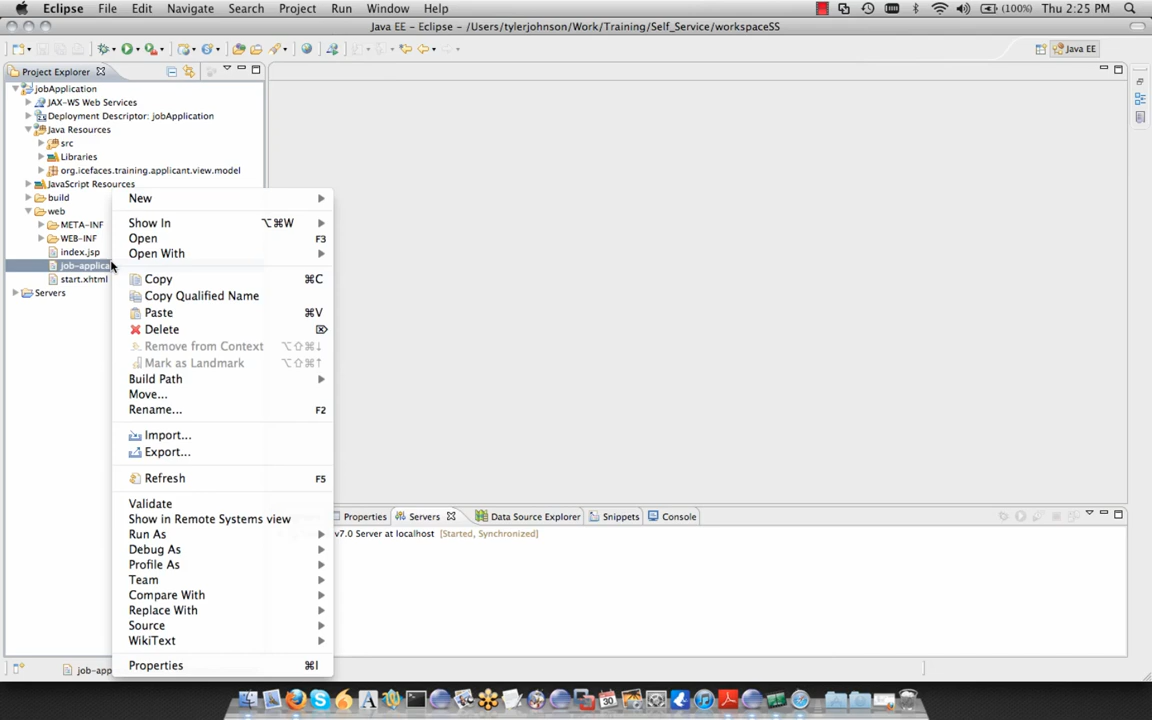 Eclipse File Edit Navigate Search Project Run Window Help (100%) Thu 2:25 PM
Java EE – Eclipse – /Users/tylerjohnson/Work/Training/Self_Service/workspaceSS
Java EE
Project Explorer
jobApplication
JAX-WS Web Services
Deployment Descriptor: jobApplication
Java Resources
src
Libraries
org.icefaces.training.applicant.view.model
JavaScript Resources
build
web
META-INF
WEB-INF
index.jsp
job-applica
start.xhtml
Servers
New
Show In ⌥⌘W
Open F3
Open With
Copy ⌘C
Copy Qualified Name
Paste ⌘V
Delete ⌦
Remove from Context ⌥⇧⌘↓
Mark as Landmark ⌥⇧⌘↑
Build Path
Move...
Rename... F2
Import...
Export...
Refresh F5
Validate
Show in Remote Systems view
Run As
Debug As
Profile As
Team
Compare With
Replace With
Source
WikiText
Properties ⌘I
Properties Servers Data Source Explorer Snippets Console
v7.0 Server at localhost [Started, Synchronized]
job-app